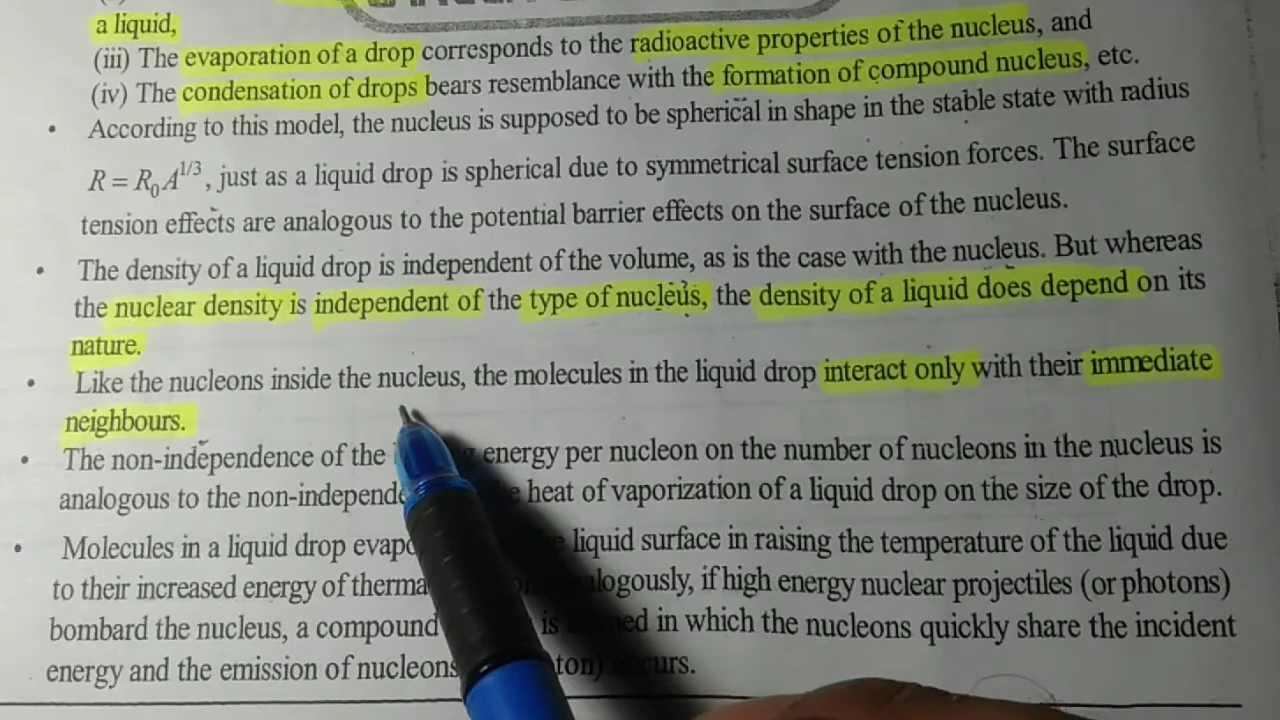 a liquid,
(iii) The evaporation of a drop corresponds to the radioactive properties of the nucleus, and
(iv) The condensation of drops bears resemblance with the formation of compound nucleus, etc.
• According to this model, the nucleus is supposed to be spherical in shape in the stable state with radius
R = R₀A^1/3, just as a liquid drop is spherical due to symmetrical surface tension forces. The surface
tension effects are analogous to the potential barrier effects on the surface of the nucleus.
• The density of a liquid drop is independent of the volume, as is the case with the nucleus. But whereas
the nuclear density is independent of the type of nucleus, the density of a liquid does depend on its
nature.
• Like the nucleons inside the nucleus, the molecules in the liquid drop interact only with their immediate
neighbours.
• The non-independence of the energy per nucleon on the number of nucleons in the nucleus is
analogous to the heat of vaporization of a liquid drop on the size of the drop.
• Molecules in a liquid drop liquid surface in raising the temperature of the liquid due
to their increased energy of if high energy nuclear projectiles (or photons)
bombard the nucleus, a compound is in which the nucleons quickly share the incident
energy and the emission of nucleons